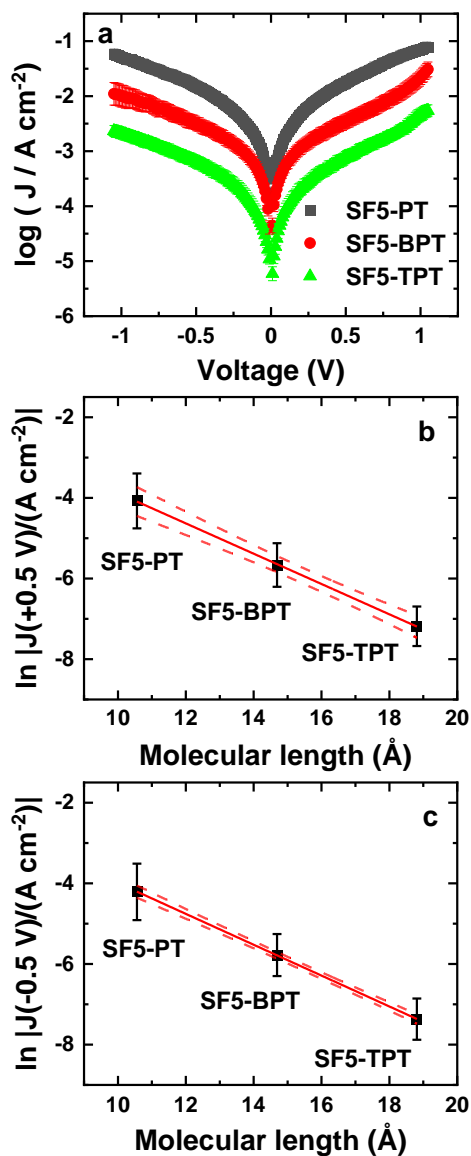 a
-1
-2
-3
-4
-5
-6
log ( J / A cm⁻²)
SF5-PT
SF5-BPT
SF5-TPT
-1 -0.5 0 0.5 1
Voltage (V)
b
-2
-4
-6
-8
ln |J(+0.5 V)/(A cm⁻²)|
SF5-PT
SF5-BPT
SF5-TPT
10 12 14 16 18 20
Molecular length (Å)
c
-2
-4
-6
-8
ln |J(-0.5 V)/(A cm⁻²)|
SF5-PT
SF5-BPT
SF5-TPT
10 12 14 16 18 20
Molecular length (Å)